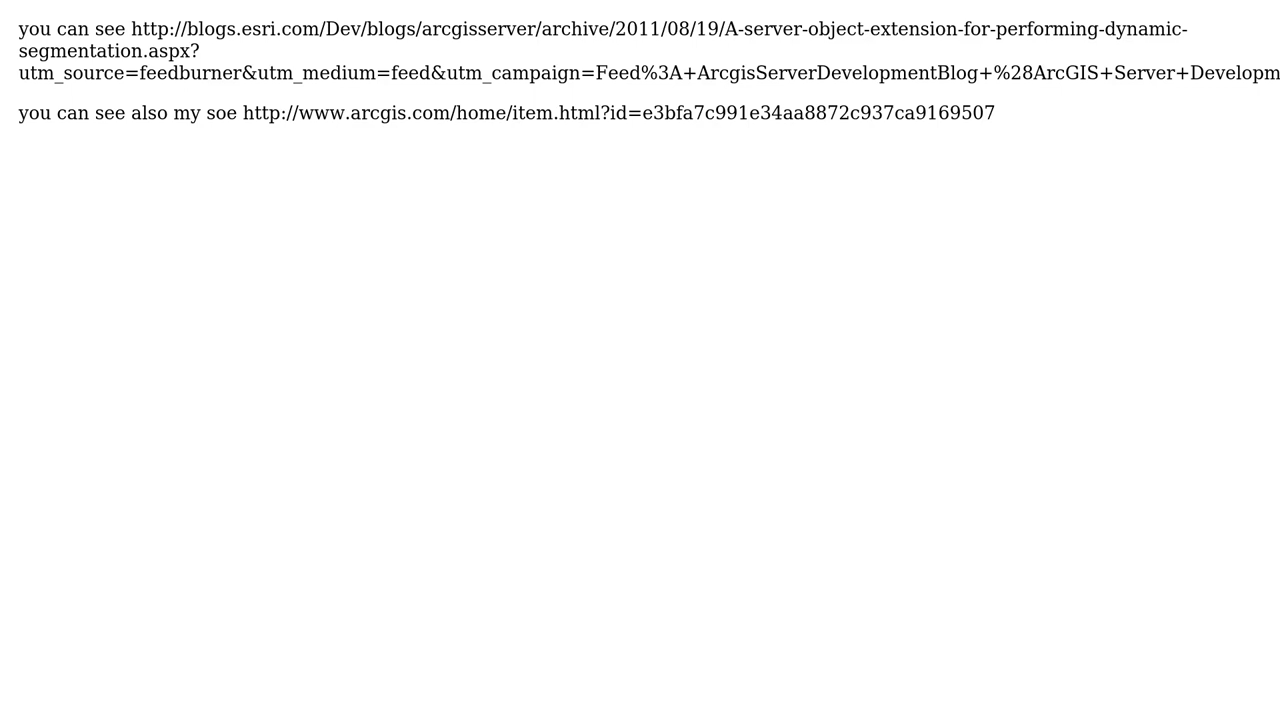 you can see http://blogs.esri.com/Dev/blogs/arcgisserver/archive/2011/08/19/A-server-object-extension-for-performing-dynamic-
segmentation.aspx?
utm_source=feedburner&utm_medium=feed&utm_campaign=Feed%3A+ArcgisServerDevelopmentBlog+%28ArcGIS+Server+Developm
you can see also my soe http://www.arcgis.com/home/item.html?id=e3bfa7c991e34aa8872c937ca9169507